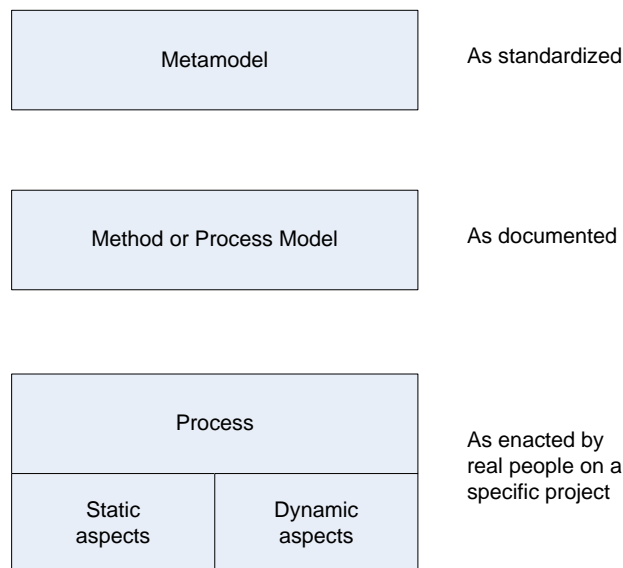 Metamodel
As standardized
Method or Process Model
As documented
Process
As enacted by
real people on a
specific project
Static
aspects
Dynamic
aspects